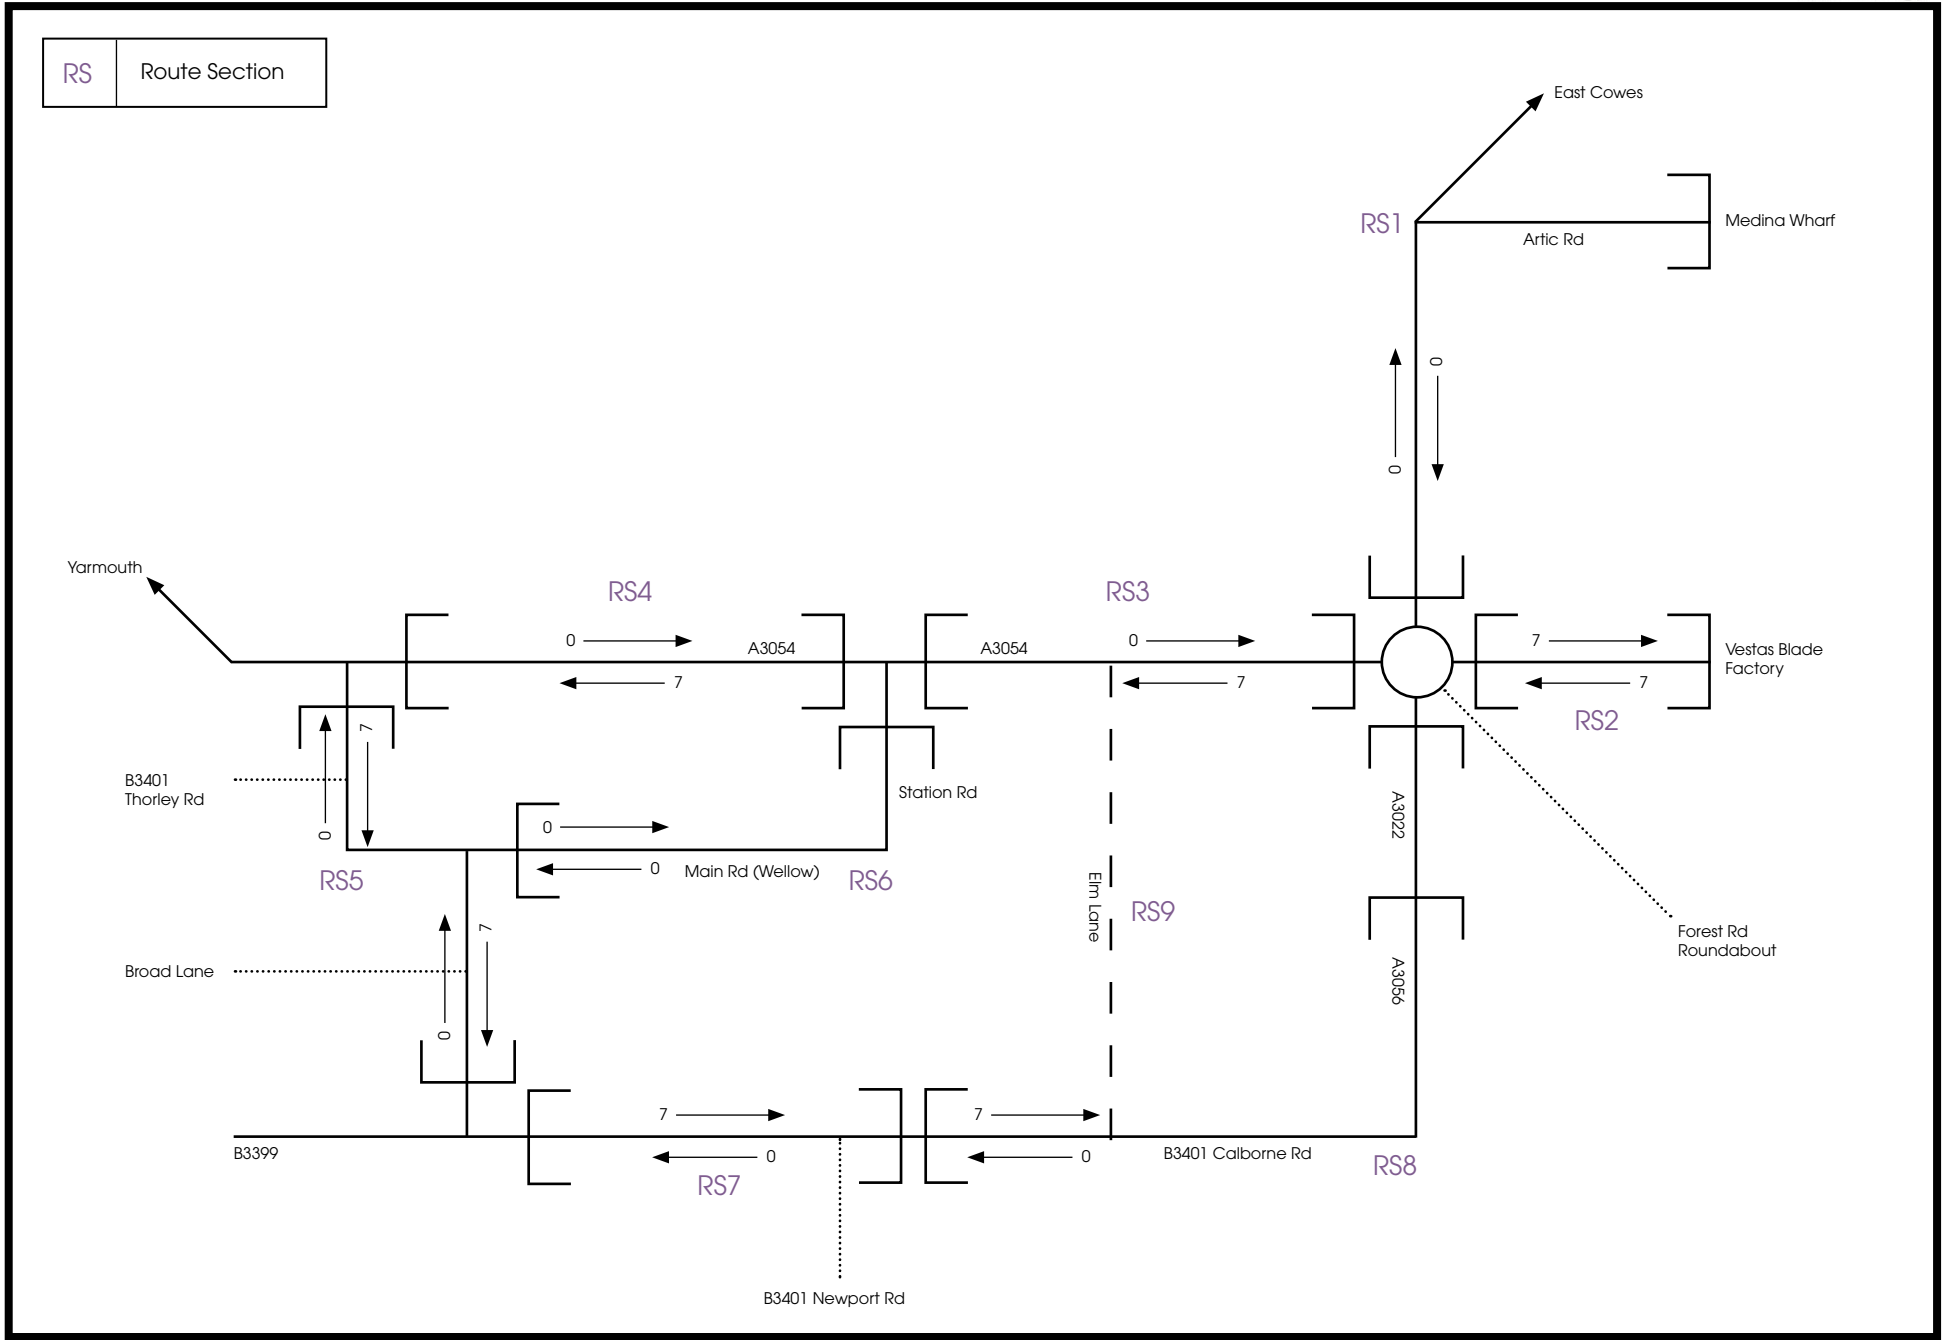 RS Route Section
East Cowes
RS1
Medina Wharf
Artic Rd
0
0
Yarmouth
RS4
RS3
0
A3054
A3054
0
7
Vestas Blade
Factory
7
7
7
RS2
7
B3401
Thorley Rd
Station Rd
A3022
0
0
RS5
0
Main Rd (Wellow)
RS6
Elm Lane
RS9
7
Forest Rd
Roundabout
Broad Lane
A3056
0
7
7
B3399
0
0
B3401 Calborne Rd
RS8
RS7
B3401 Newport Rd